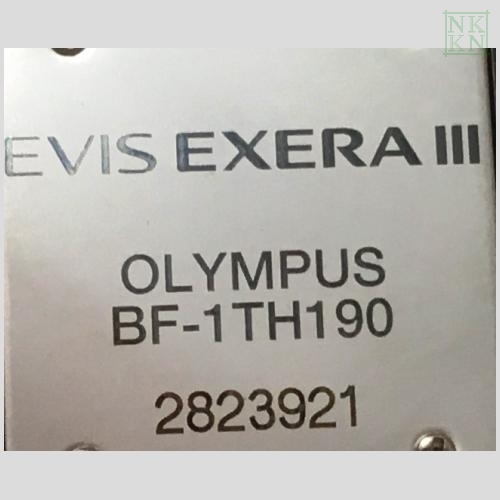 NK
KN
EVIS EXERA III
OLYMPUS
BF-1TH190
2823921